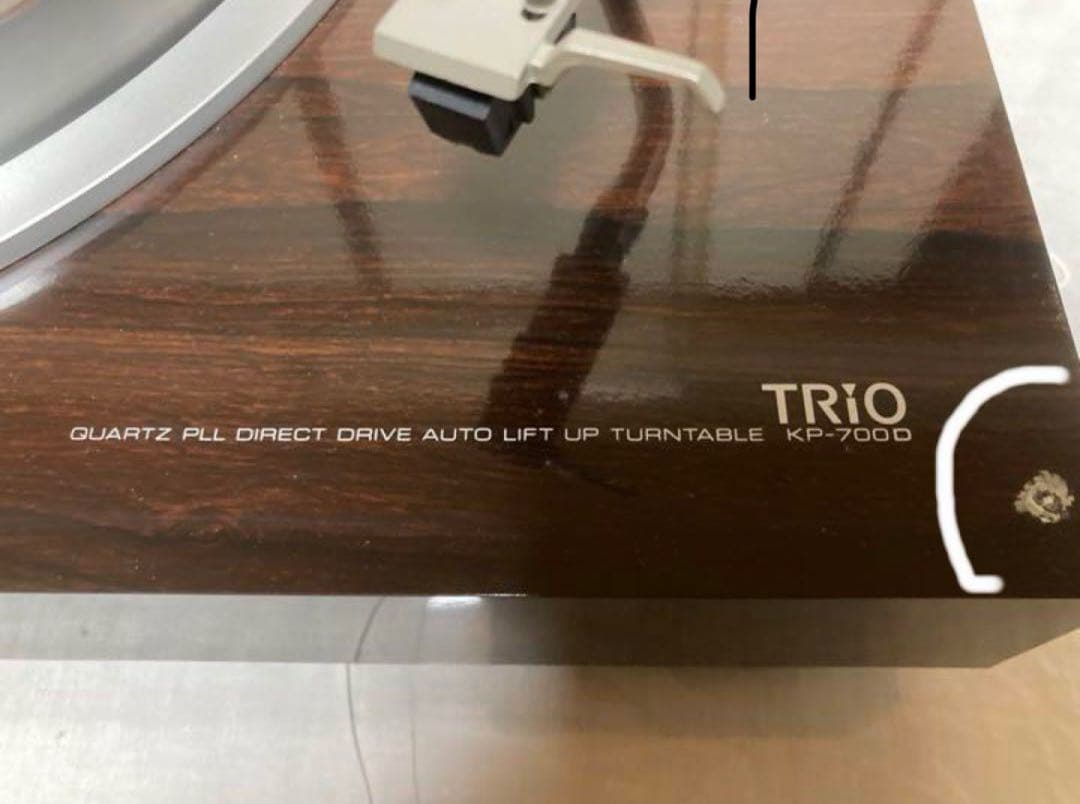 TRiO
QUARTZ PLL DIRECT DRIVE AUTO LIFT UP TURNTABLE KP-700D